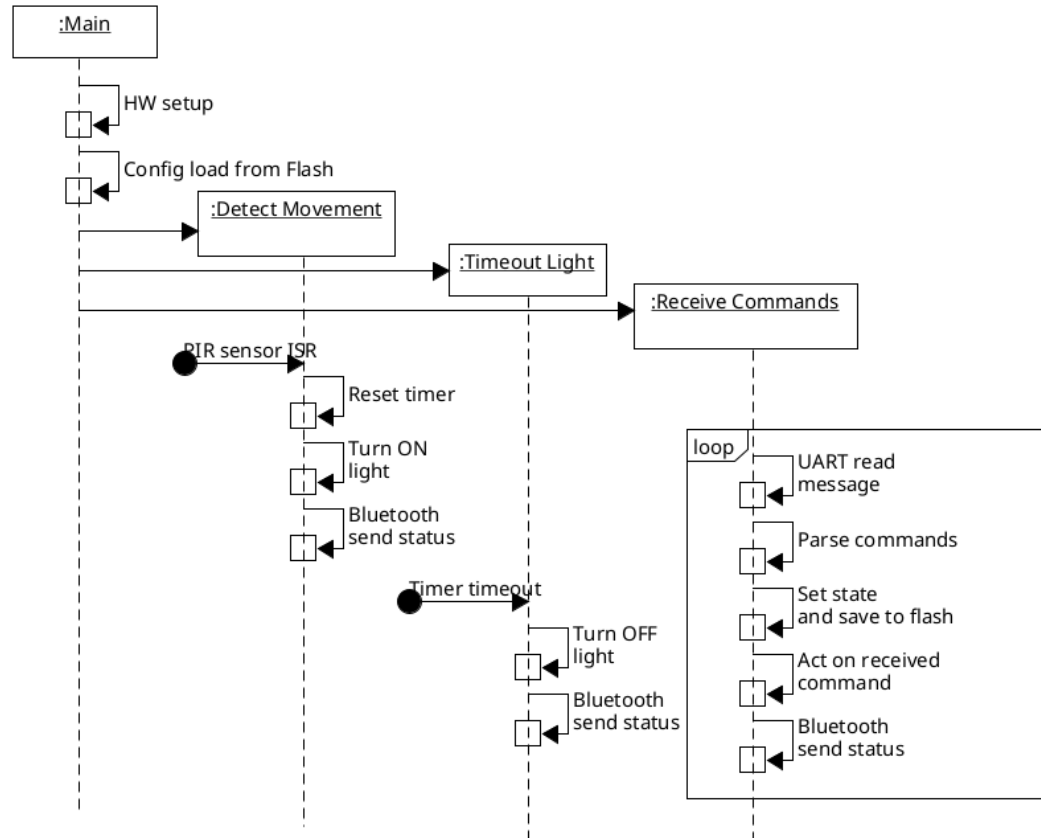 :Main
HW setup
Config load from Flash
:Detect Movement
:Timeout Light
:Receive Commands
PIR sensor ISR
Reset timer
Turn ON
light
Bluetooth
send status
Timer timeout
Turn OFF
light
Bluetooth
send status
loop
UART read
message
Parse commands
Set state
and save to flash
Act on received
command
Bluetooth
send status